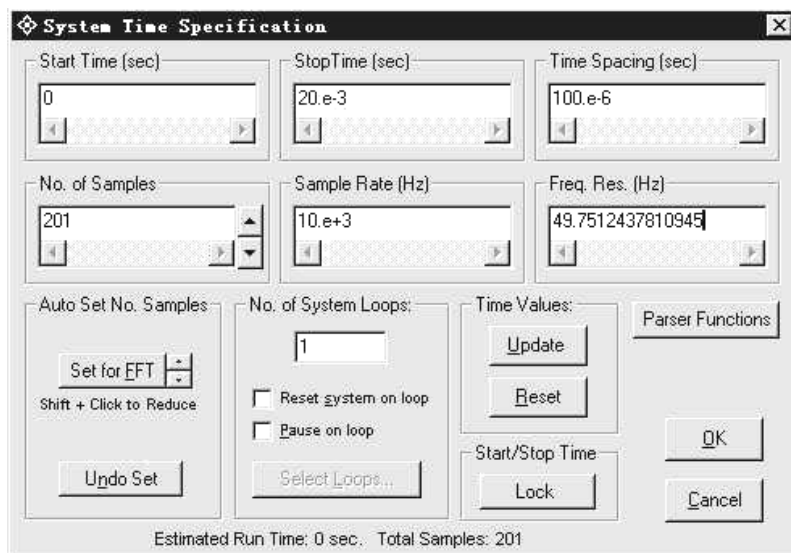 System Time Specification
Start Time (sec)
StopTime (sec)
Time Spacing (sec)
0
20.e-3
100.e-6
No. of Samples
Sample Rate (Hz)
Freq. Res. (Hz)
201
10.e+3
49.7512437810945
Auto Set No. Samples
No. of System Loops:
Time Values:
Parser Functions
1
Update
Set for FFT
Shift + Click to Reduce
Reset system on loop
Reset
Pause on loop
OK
Start/Stop Time
Undo Set
Select Loops...
Lock
Cancel
Estimated Run Time: 0 sec. Total Samples: 201